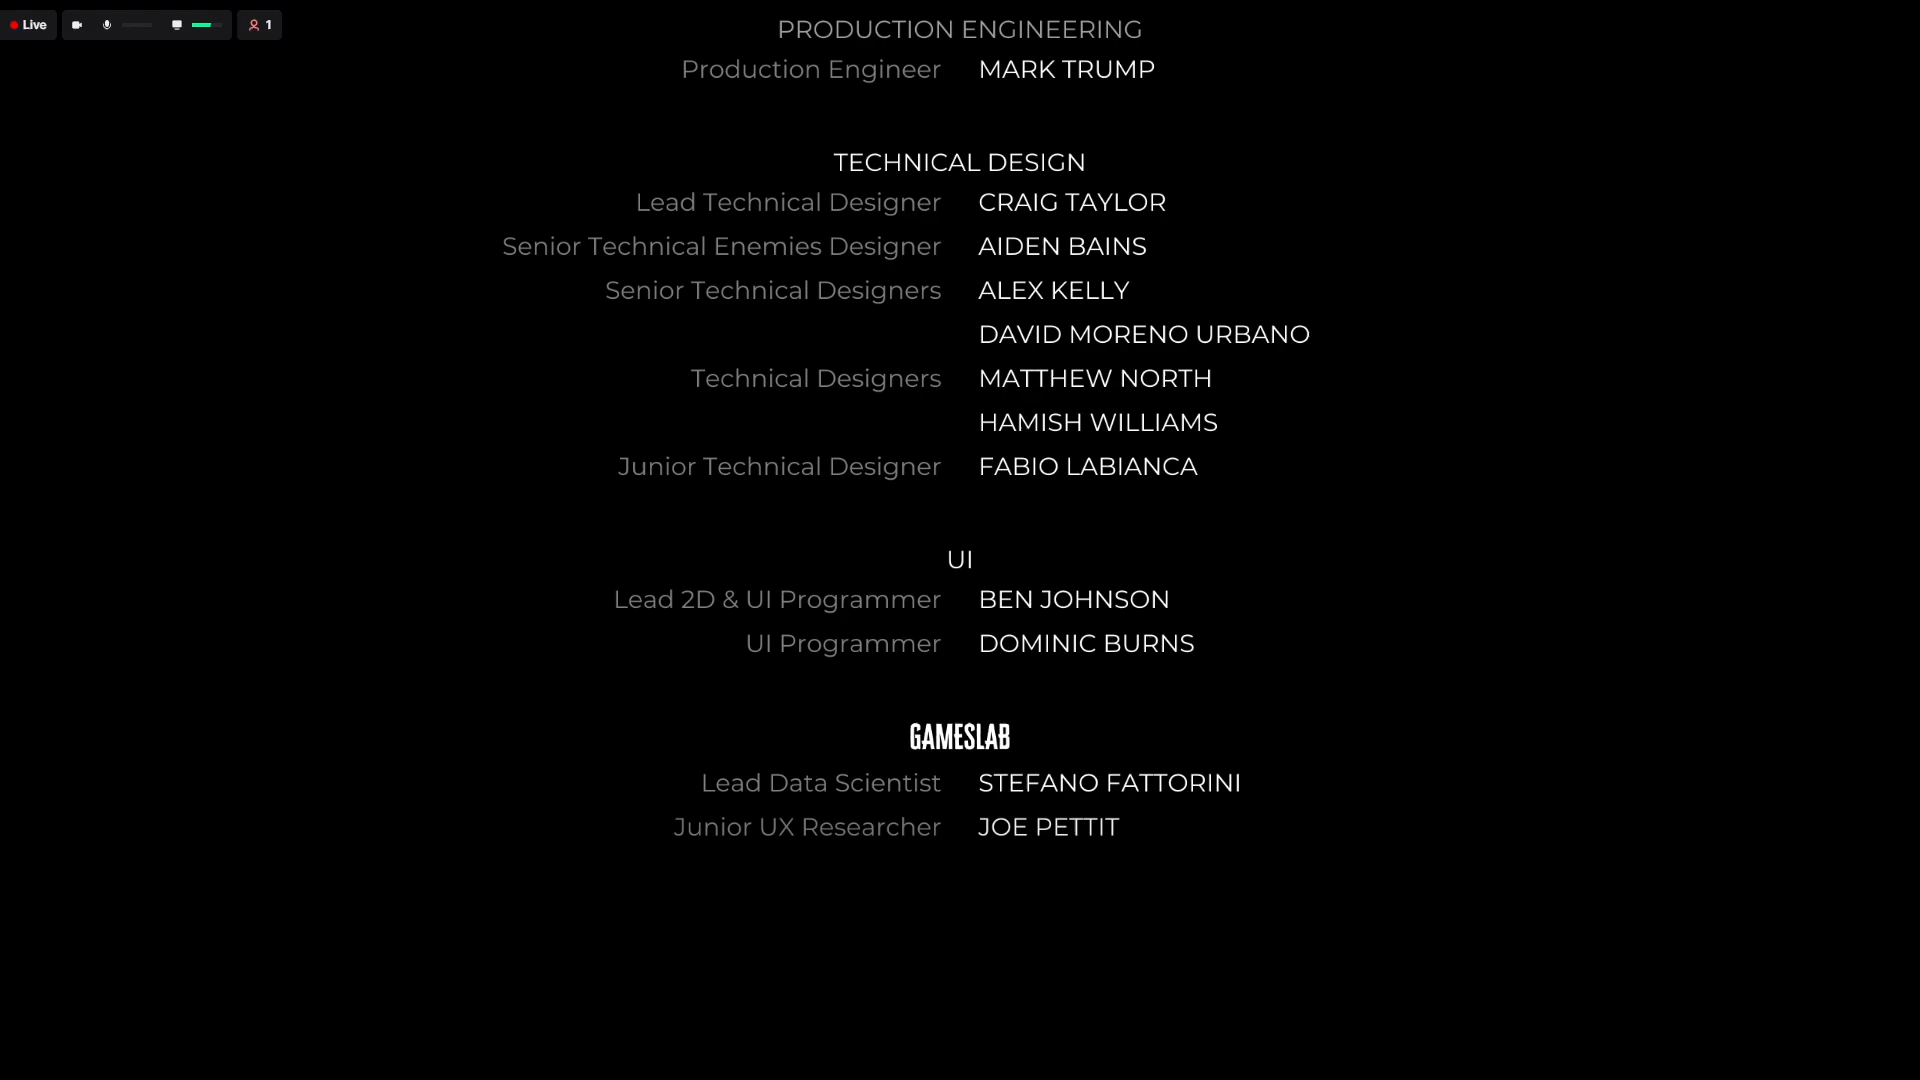 Live 1
PRODUCTION ENGINEERING
Production Engineer MARK TRUMP
TECHNICAL DESIGN
Lead Technical Designer CRAIG TAYLOR
Senior Technical Enemies Designer AIDEN BAINS
Senior Technical Designers ALEX KELLY
DAVID MORENO URBANO
Technical Designers MATTHEW NORTH
HAMISH WILLIAMS
Junior Technical Designer FABIO LABIANCA
UI
Lead 2D & UI Programmer BEN JOHNSON
UI Programmer DOMINIC BURNS
GAMESLAB
Lead Data Scientist STEFANO FATTORINI
Junior UX Researcher JOE PETTIT